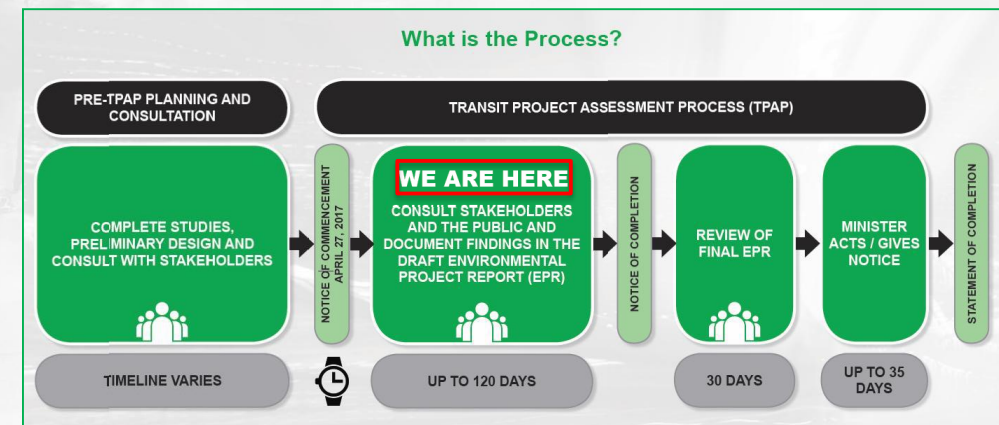 What is the Process?
PRE-TPAP PLANNING AND
CONSULTATION
TRANSIT PROJECT ASSESSMENT PROCESS (TPAP)
COMPLETE STUDIES,
PRELIMINARY DESIGN AND
CONSULT WITH STAKEHOLDERS
NOTICE OF COMMENCEMENT
APRIL 27, 2017
WE ARE HERE
CONSULT STAKEHOLDERS
AND THE PUBLIC AND
DOCUMENT FINDINGS IN THE
DRAFT ENVIRONMENTAL
PROJECT REPORT (EPR)
NOTICE OF COMPLETION
REVIEW OF
FINAL EPR
MINISTER
ACTS / GIVES
NOTICE
STATEMENT OF COMPLETION
TIMELINE VARIES
UP TO 120 DAYS
30 DAYS
UP TO 35
DAYS